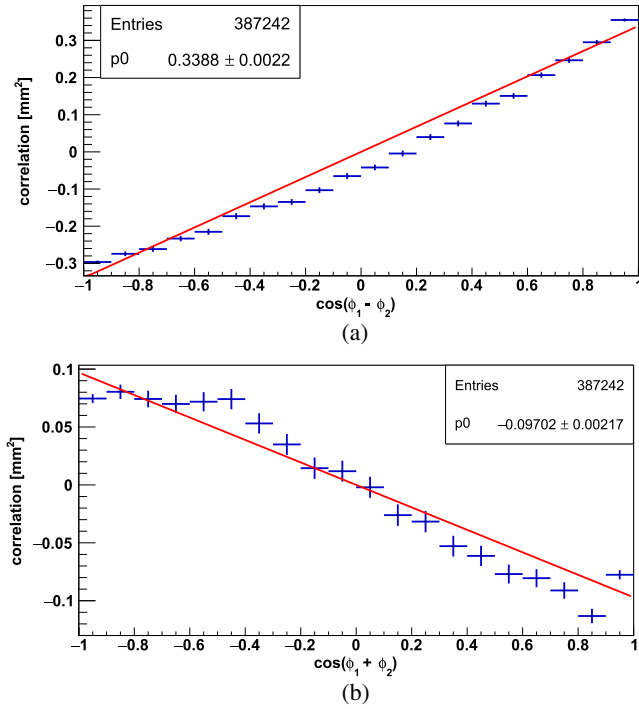 Entries 387242
p0 0.3388 ± 0.0022
correlation [mm²]
0.3
0.2
0.1
0
−0.1
−0.2
−0.3
−1 −0.8 −0.6 −0.4 −0.2 0 0.2 0.4 0.6 0.8 1
cos(ϕ₁ - ϕ₂)
(a)
Entries 387242
p0 −0.09702 ± 0.00217
correlation [mm²]
0.1
0.05
0
−0.05
−0.1
−1 −0.8 −0.6 −0.4 −0.2 0 0.2 0.4 0.6 0.8 1
cos(ϕ₁ + ϕ₂)
(b)